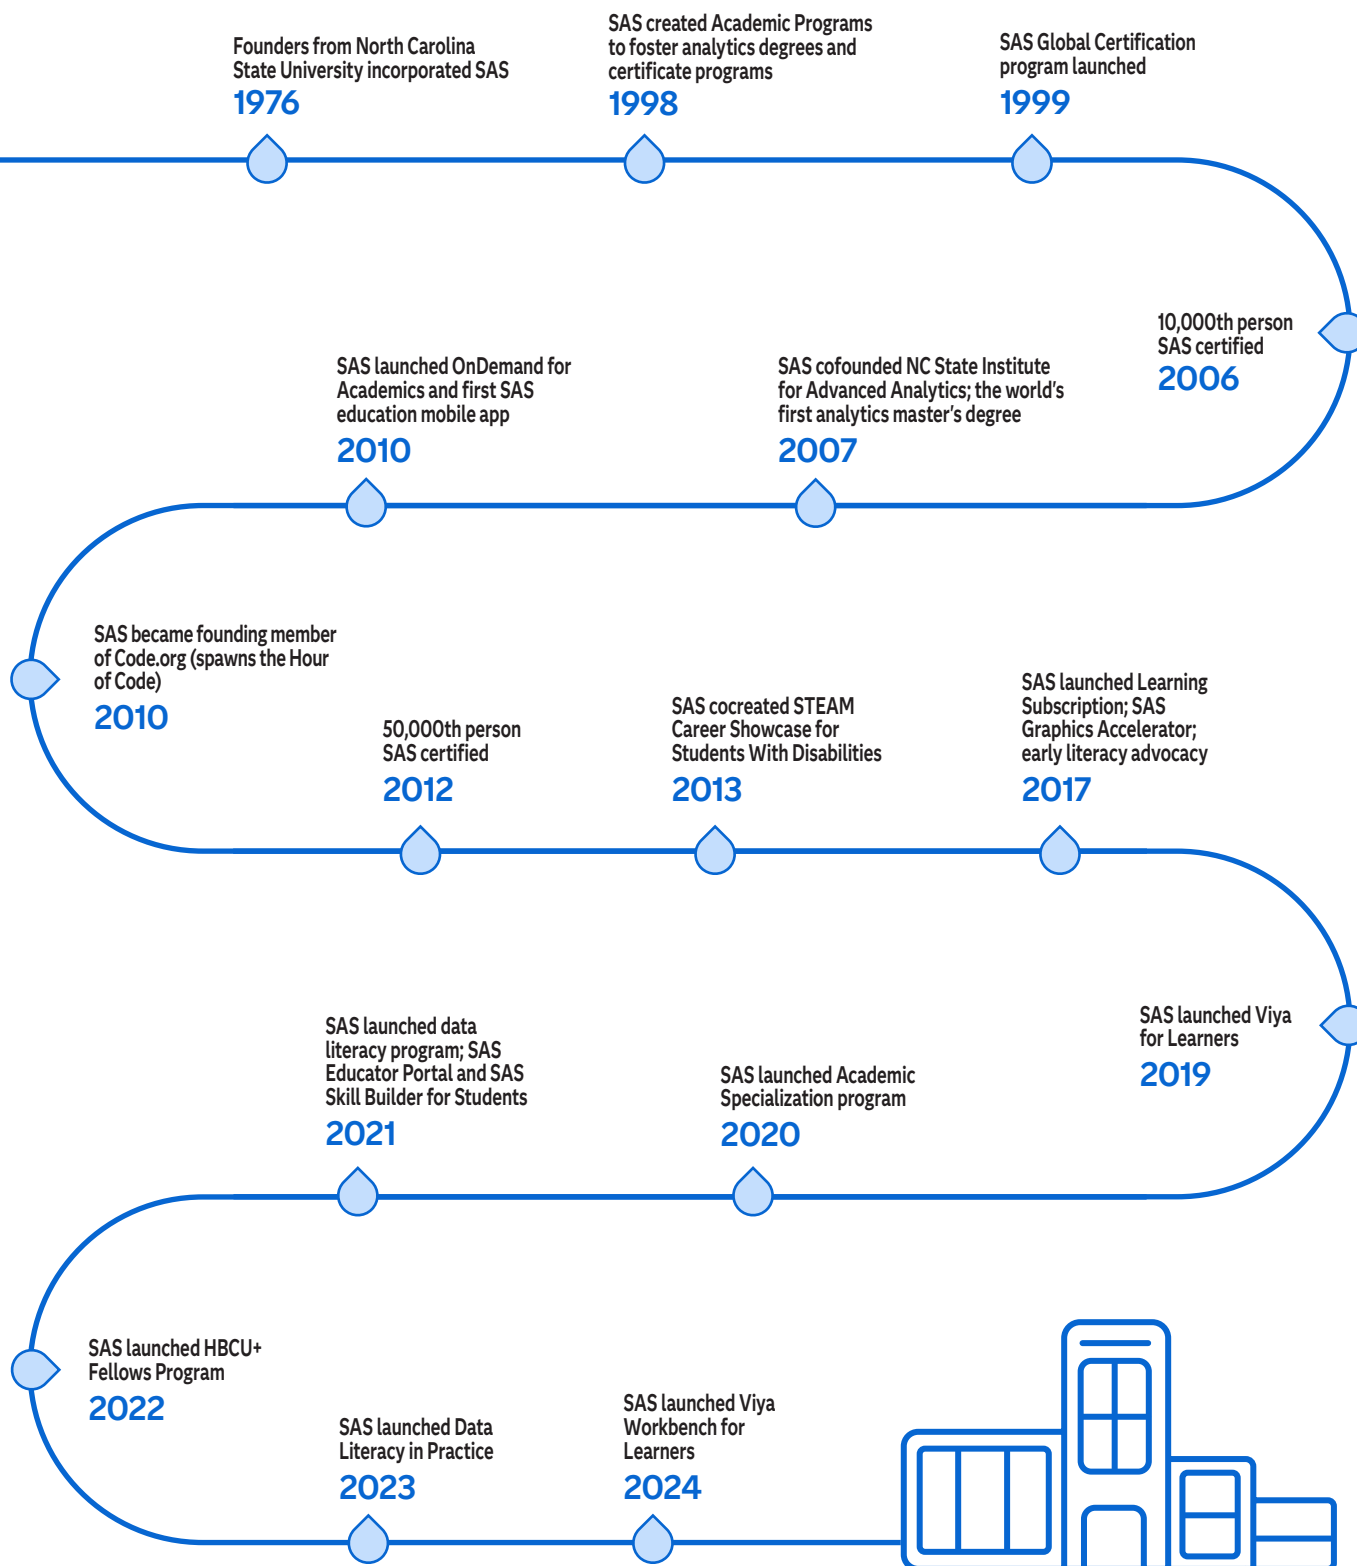 Founders from North Carolina
State University incorporated SAS
1976
SAS created Academic Programs
to foster analytics degrees and
certificate programs
1998
SAS Global Certification
program launched
1999
10,000th person
SAS certified
2006
SAS cofounded NC State Institute
for Advanced Analytics; the world's
first analytics master's degree
2007
SAS launched OnDemand for
Academics and first SAS
education mobile app
2010
SAS became founding member
of Code.org (spawns the Hour
of Code)
2010
50,000th person
SAS certified
2012
SAS cocreated STEAM
Career Showcase for
Students With Disabilities
2013
SAS launched Learning
Subscription; SAS
Graphics Accelerator;
early literacy advocacy
2017
SAS launched Viya
for Learners
2019
SAS launched Academic
Specialization program
2020
SAS launched data
literacy program; SAS
Educator Portal and SAS
Skill Builder for Students
2021
SAS launched HBCU+
Fellows Program
2022
SAS launched Data
Literacy in Practice
2023
SAS launched Viya
Workbench for
Learners
2024